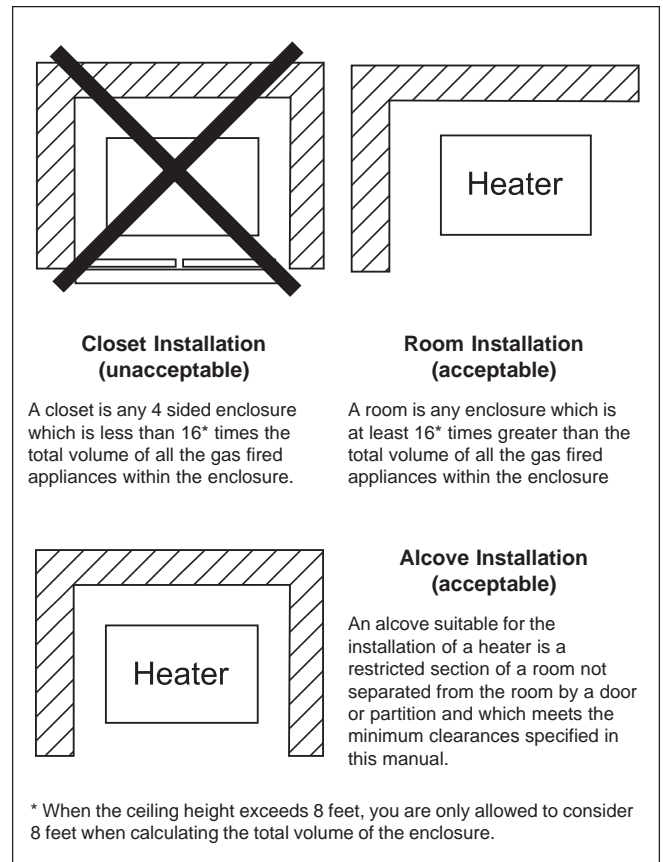 Heater
Closet Installation
(unacceptable)
A closet is any 4 sided enclosure
which is less than 16* times the
total volume of all the gas fired
appliances within the enclosure.
Room Installation
(acceptable)
A room is any enclosure which is
at least 16* times greater than the
total volume of all the gas fired
appliances within the enclosure
Heater
Alcove Installation
(acceptable)
An alcove suitable for the
installation of a heater is a
restricted section of a room not
separated from the room by a door
or partition and which meets the
minimum clearances specified in
this manual.
* When the ceiling height exceeds 8 feet, you are only allowed to consider
8 feet when calculating the total volume of the enclosure.